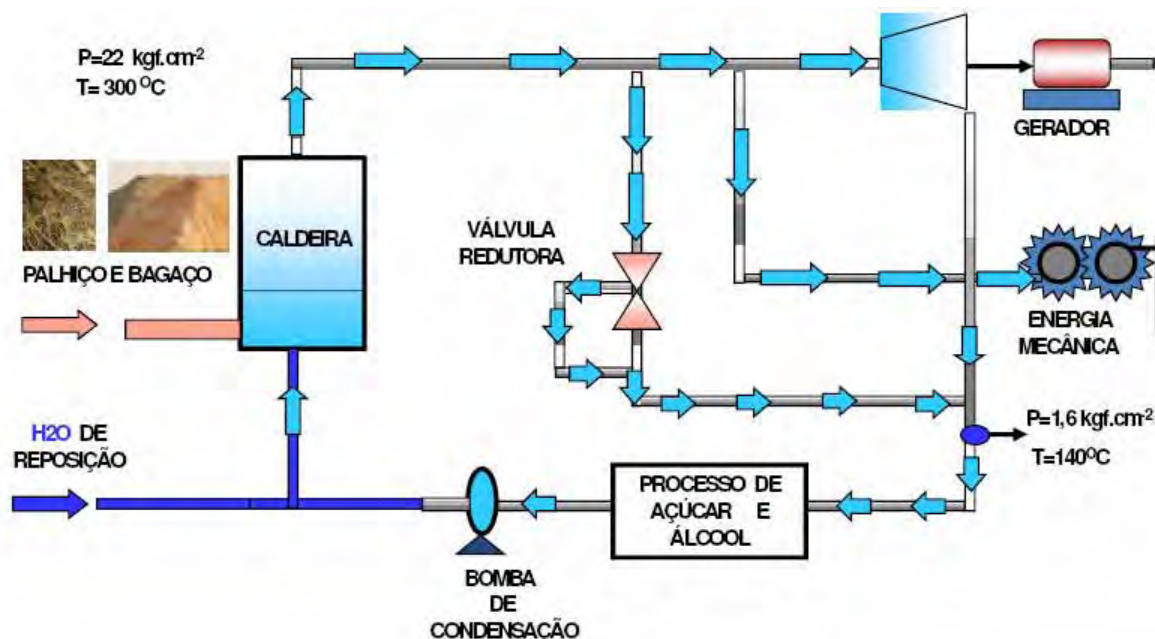 P=22 kgf.cm-2
T= 300 ºC
GERADOR
CALDEIRA
VÁLVULA
REDUTORA
PALHIÇO E BAGAÇO
ENERGIA
MECÂNICA
P=1,6 kgf.cm-2
T=140ºC
H2O DE
REPOSIÇÃO
PROCESSO DE
AÇÚCAR E
ÁLCOOL
BOMBA
DE
CONDENSAÇÃO